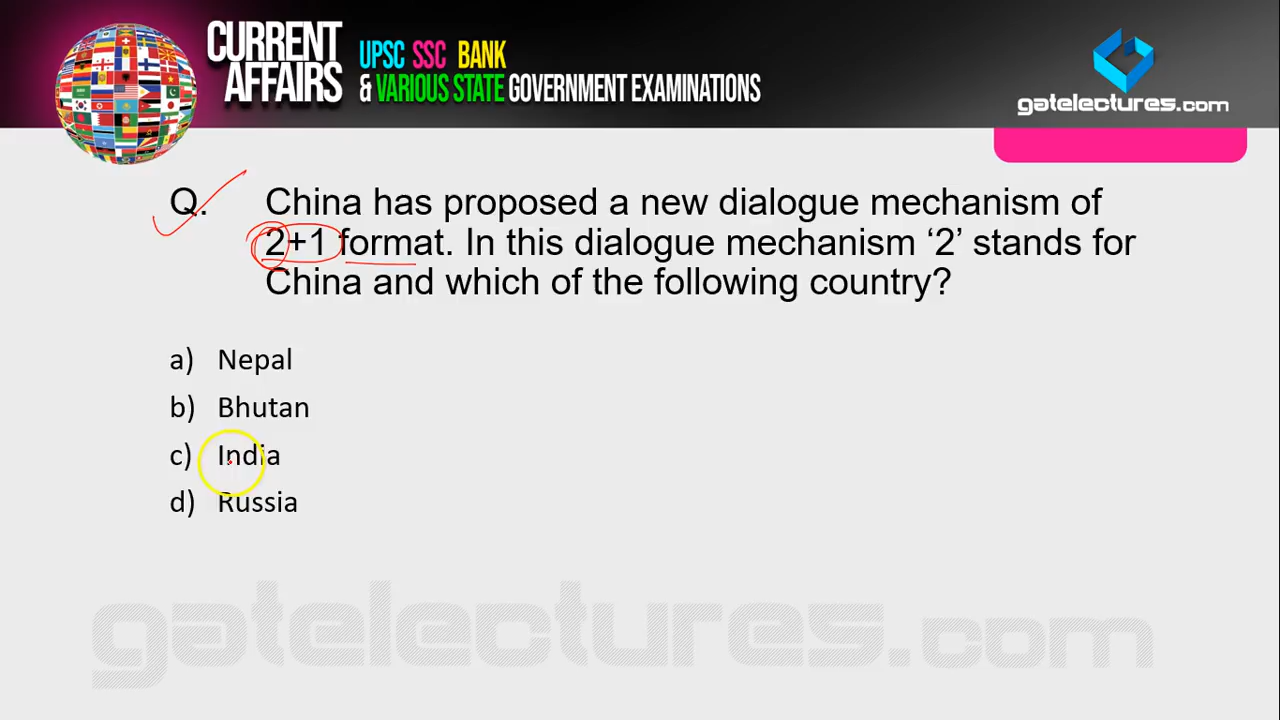 CURRENT
AFFAIRS
UPSC SSC BANK
& VARIOUS STATE GOVERNMENT EXAMINATIONS
gatelectures.com
Q. China has proposed a new dialogue mechanism of
2+1 format. In this dialogue mechanism ‘2’ stands for
China and which of the following country?
a) Nepal
b) Bhutan
c) India
d) Russia
gatelectures.com